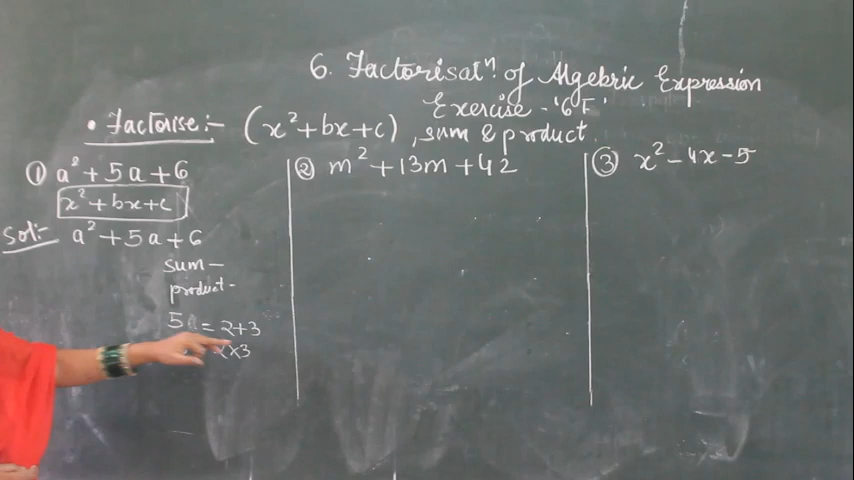 6. Factorisatⁿ of Algebric Expression
Exercise - '6F'
• Factorise:- (x²+bx+c), sum & product.
① a²+5a+6
x²+bx+c
Sol:- a²+5a+6
sum-
product-
5 = 2+3
×3
② m²+13m+42
③ x²-4x-5